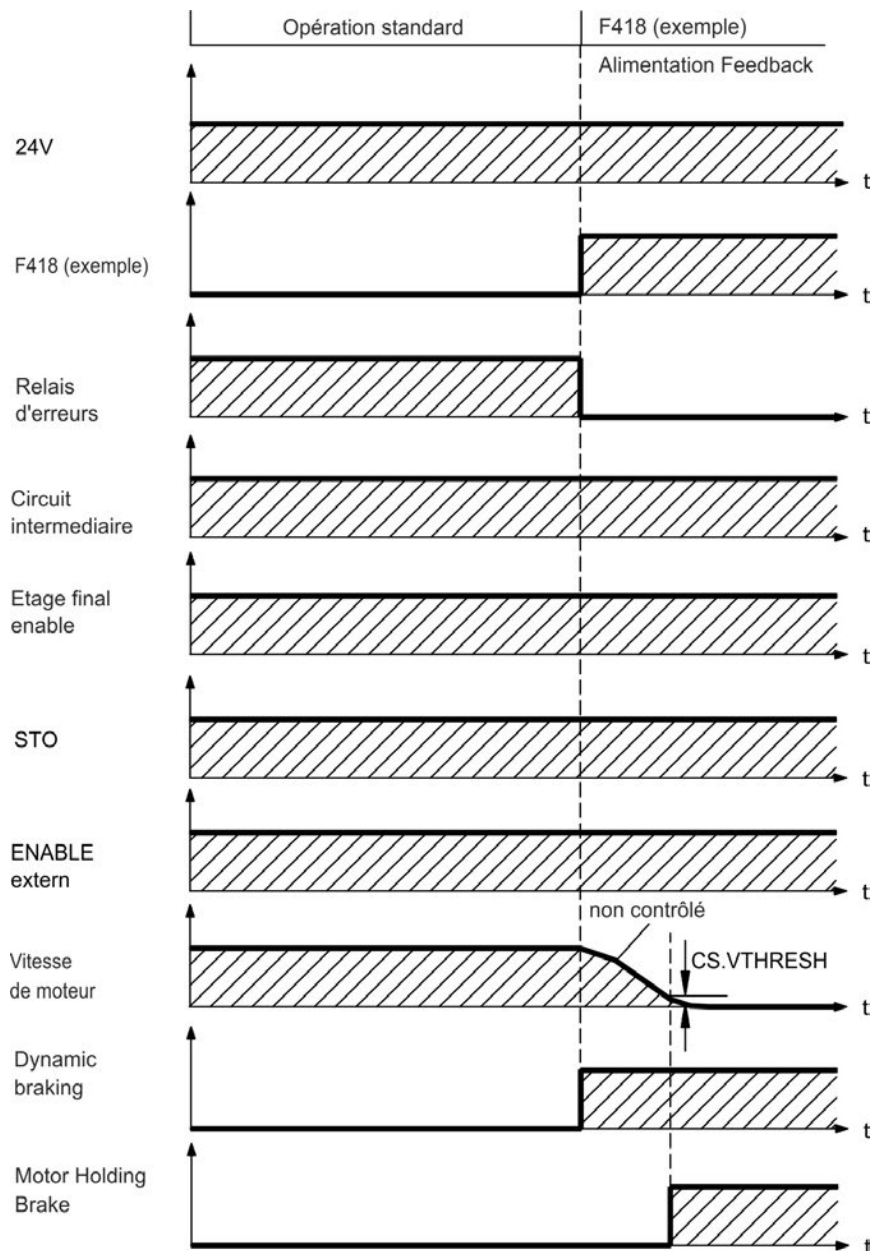 Opération standard
F418 (exemple)
Alimentation Feedback
24V
t
F418 (exemple)
t
Relais
d'erreurs
t
Circuit
intermediaire
t
Etage final
enable
t
STO
t
ENABLE
extern
t
non contrôlé
Vitesse
de moteur
CS.VTHRESH
t
Dynamic
braking
t
Motor Holding
Brake
t